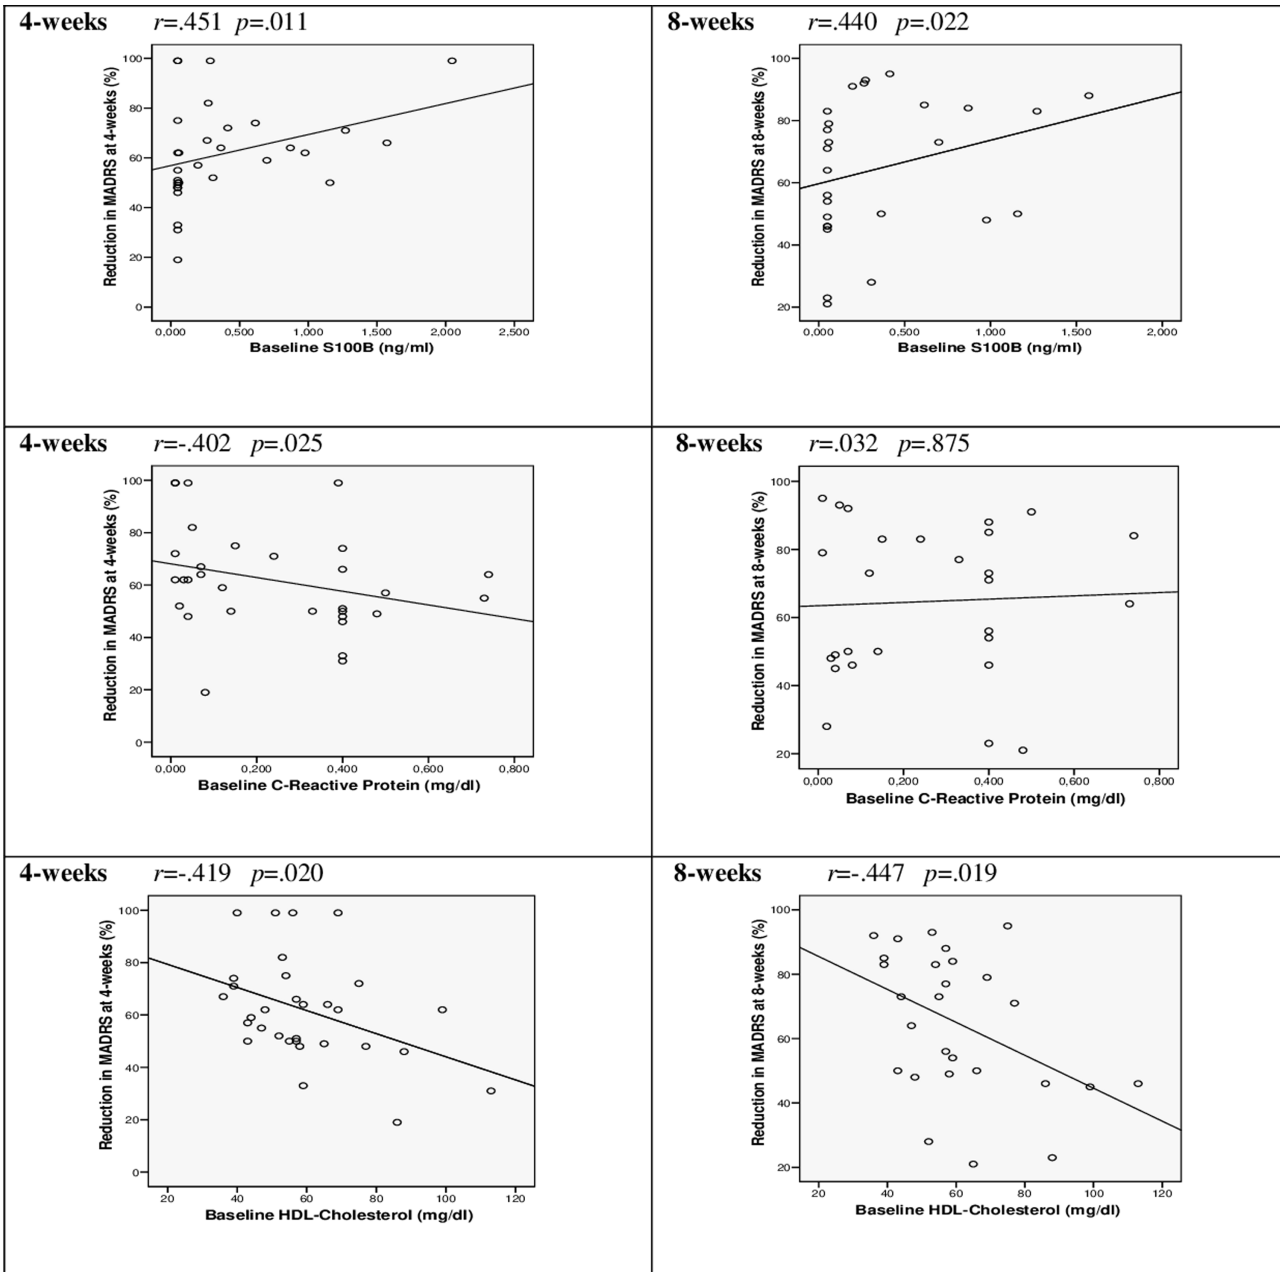 4-weeks r=.451 p=.011
Reduction in MADRS at 4-weeks (%)
100
80
60
40
20
0
0,000 0,500 1,000 1,500 2,000 2,500
Baseline S100B (ng/ml)
8-weeks r=.440 p=.022
Reduction in MADRS at 8-weeks (%)
100
80
60
40
20
0,000 0,500 1,000 1,500 2,000
Baseline S100B (ng/ml)
4-weeks r=-.402 p=.025
Reduction in MADRS at 4-weeks (%)
100
80
60
40
20
0
0,000 0,200 0,400 0,600 0,800
Baseline C-Reactive Protein (mg/dl)
8-weeks r=.032 p=.875
Reduction in MADRS at 8-weeks (%)
100
80
60
40
20
0,000 0,200 0,400 0,600 0,800
Baseline C-Reactive Protein (mg/dl)
4-weeks r=-.419 p=.020
Reduction in MADRS at 4-weeks (%)
100
80
60
40
20
0
20 40 60 80 100 120
Baseline HDL-Cholesterol (mg/dl)
8-weeks r=-.447 p=.019
Reduction in MADRS at 8-weeks (%)
100
80
60
40
20
20 40 60 80 100 120
Baseline HDL-Cholesterol (mg/dl)